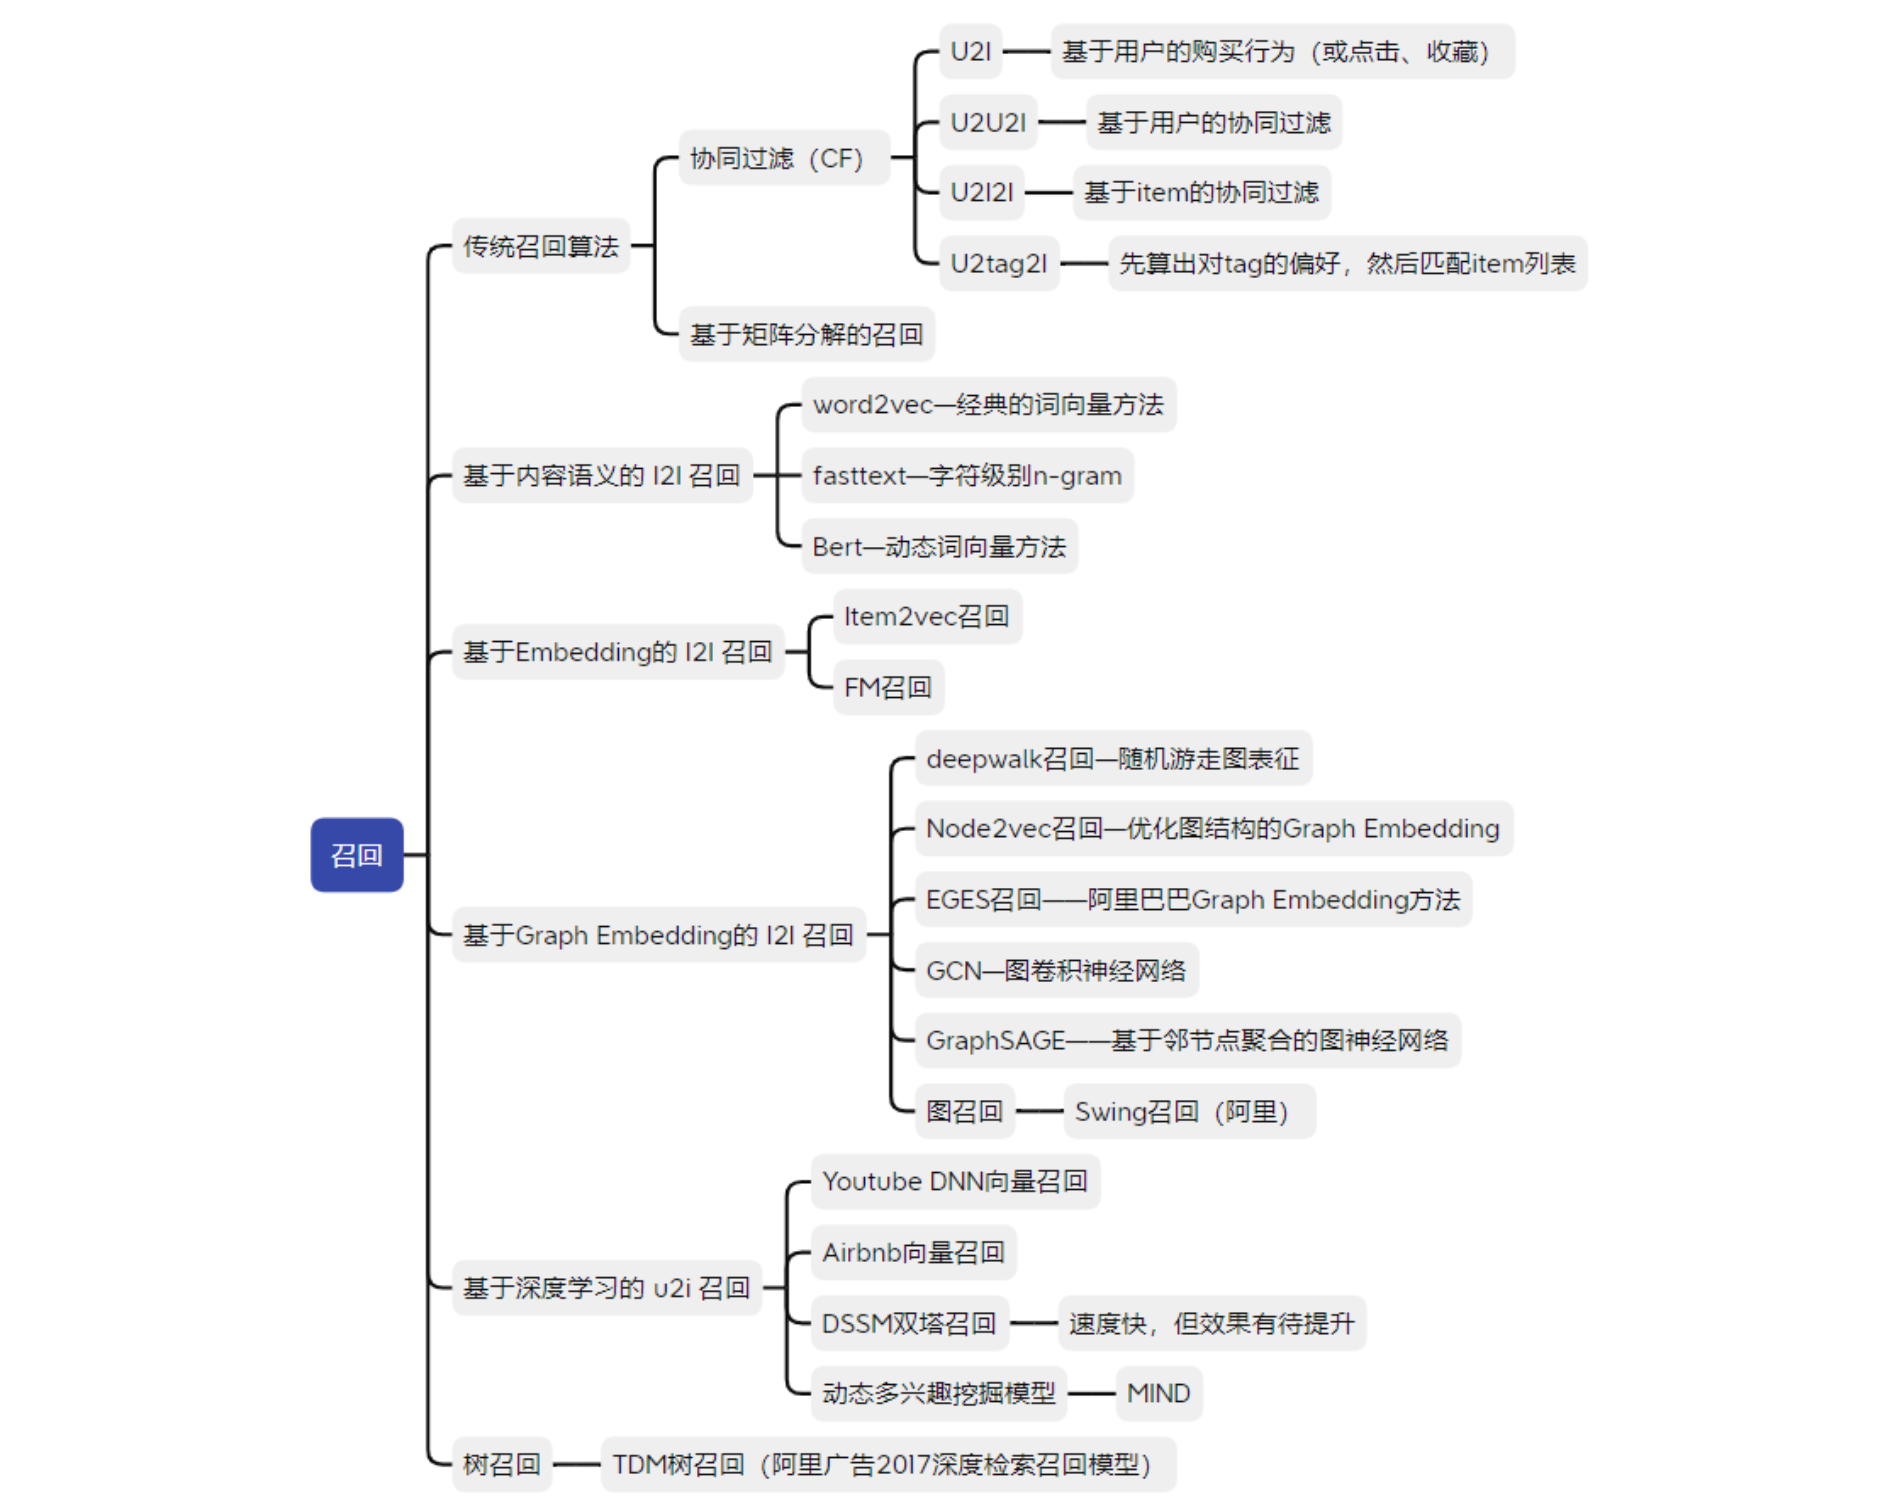 U2I
基于用户的购买行为（或点击、收藏）
U2U2I
基于用户的协同过滤
协同过滤（CF）
U2I2I
基于item的协同过滤
传统召回算法
U2tag2I
先算出对tag的偏好，然后匹配item列表
基于矩阵分解的召回
word2vec—经典的词向量方法
基于内容语义的 I2I 召回
fasttext—字符级别n-gram
Bert—动态词向量方法
Item2vec召回
基于Embedding的 I2I 召回
FM召回
deepwalk召回—随机游走图表征
Node2vec召回—优化图结构的Graph Embedding
召回
EGES召回——阿里巴巴Graph Embedding方法
基于Graph Embedding的 I2I 召回
GCN—图卷积神经网络
GraphSAGE——基于邻节点聚合的图神经网络
图召回
Swing召回（阿里）
Youtube DNN向量召回
Airbnb向量召回
基于深度学习的 u2i 召回
DSSM双塔召回
速度快，但效果有待提升
动态多兴趣挖掘模型
MIND
树召回
TDM树召回（阿里广告2017深度检索召回模型）